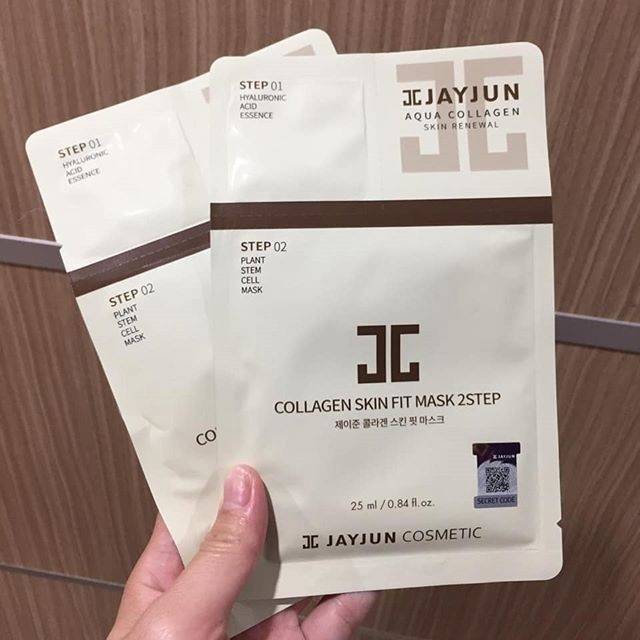 STEP 01
HYALURONIC
ACID
ESSENCE
JAYJUN
AQUA COLLAGEN
SKIN RENEWAL
STEP 02
PLANT
STEM
CELL
MASK
COLLAGEN SKIN FIT MASK 2STEP
제이준 콜라겐 스킨 핏 마스크
JAYJUN
SECRET CODE
25 ml / 0.84 fl.oz.
JAYJUN COSMETIC
STEP 01
HYALURONIC
ACID
ESSENCE
STEP 02
PLANT
STEM
CELL
MASK
CO